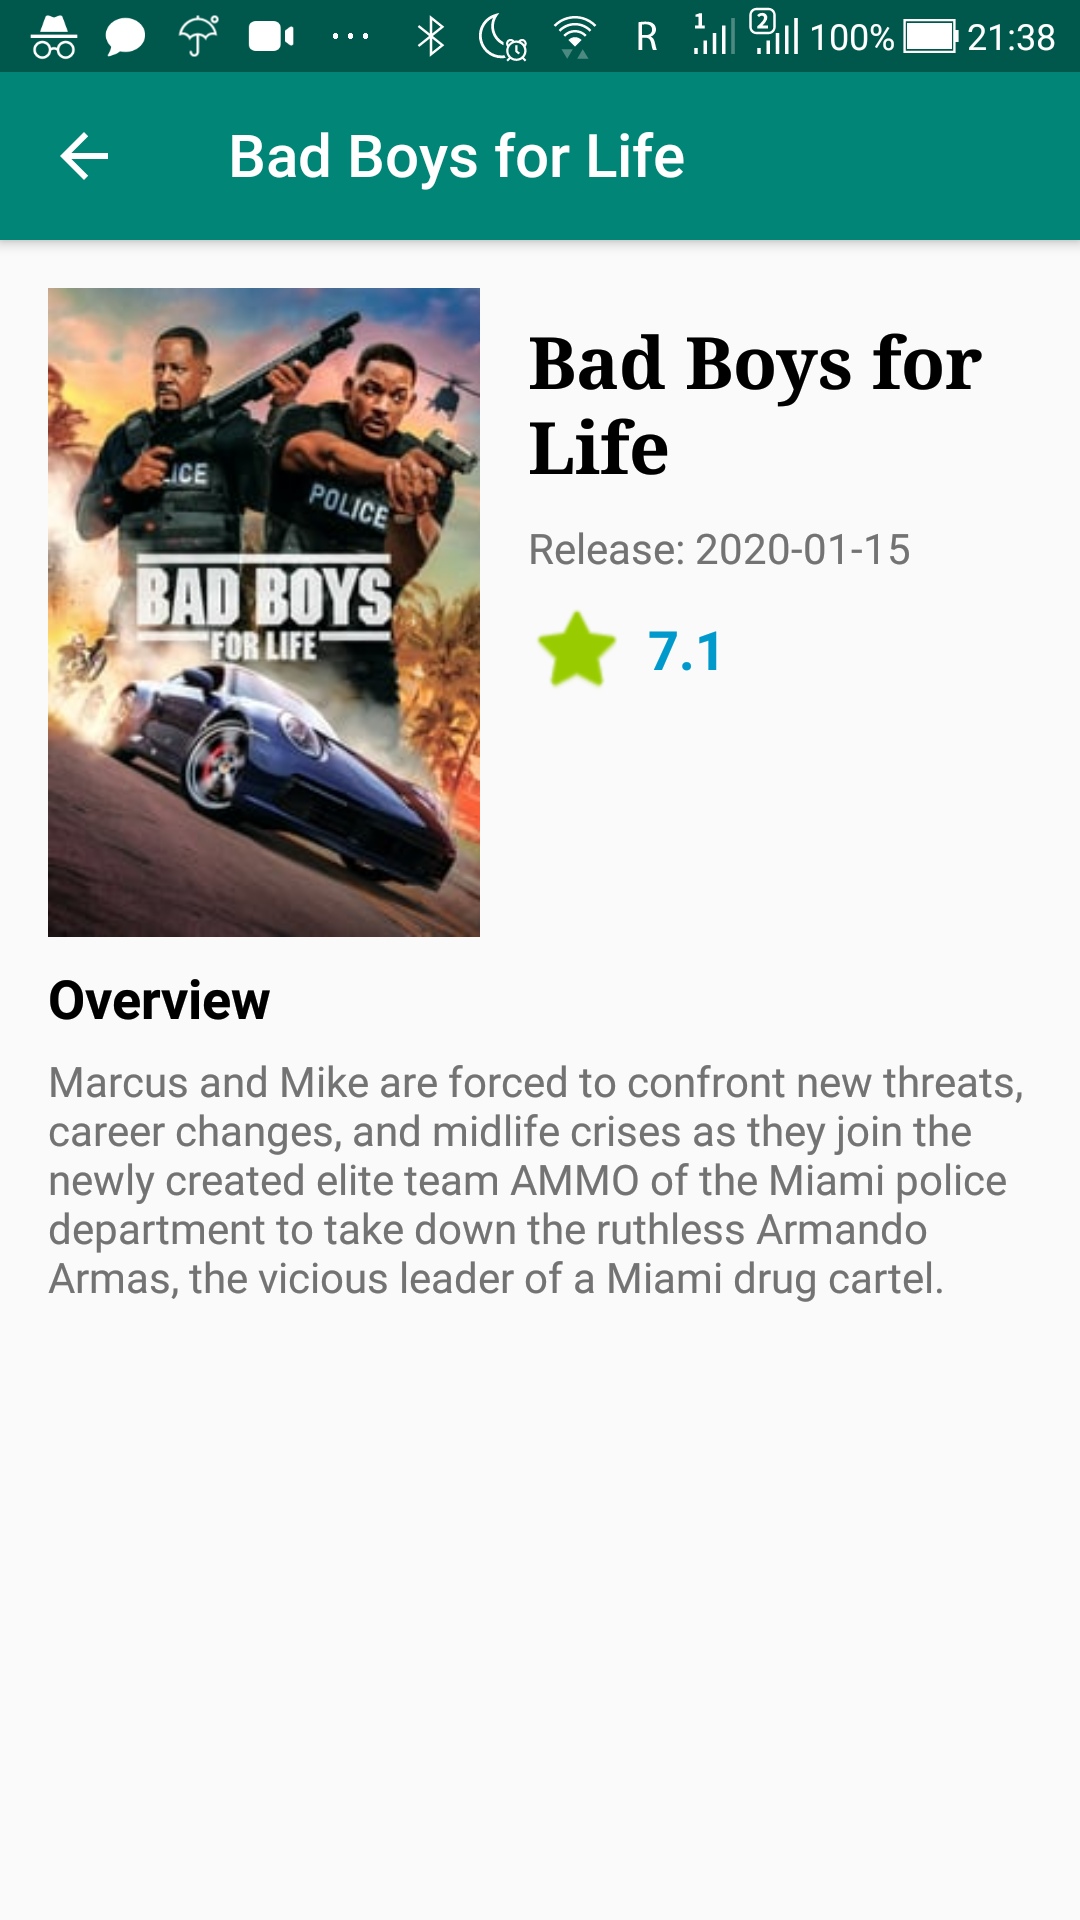 R 1 2 100% 21:38
Bad Boys for Life
POLICE
BAD BOYS
FOR LIFE
Bad Boys for
Life
Release: 2020-01-15
7.1
Overview
Marcus and Mike are forced to confront new threats,
career changes, and midlife crises as they join the
newly created elite team AMMO of the Miami police
department to take down the ruthless Armando
Armas, the vicious leader of a Miami drug cartel.